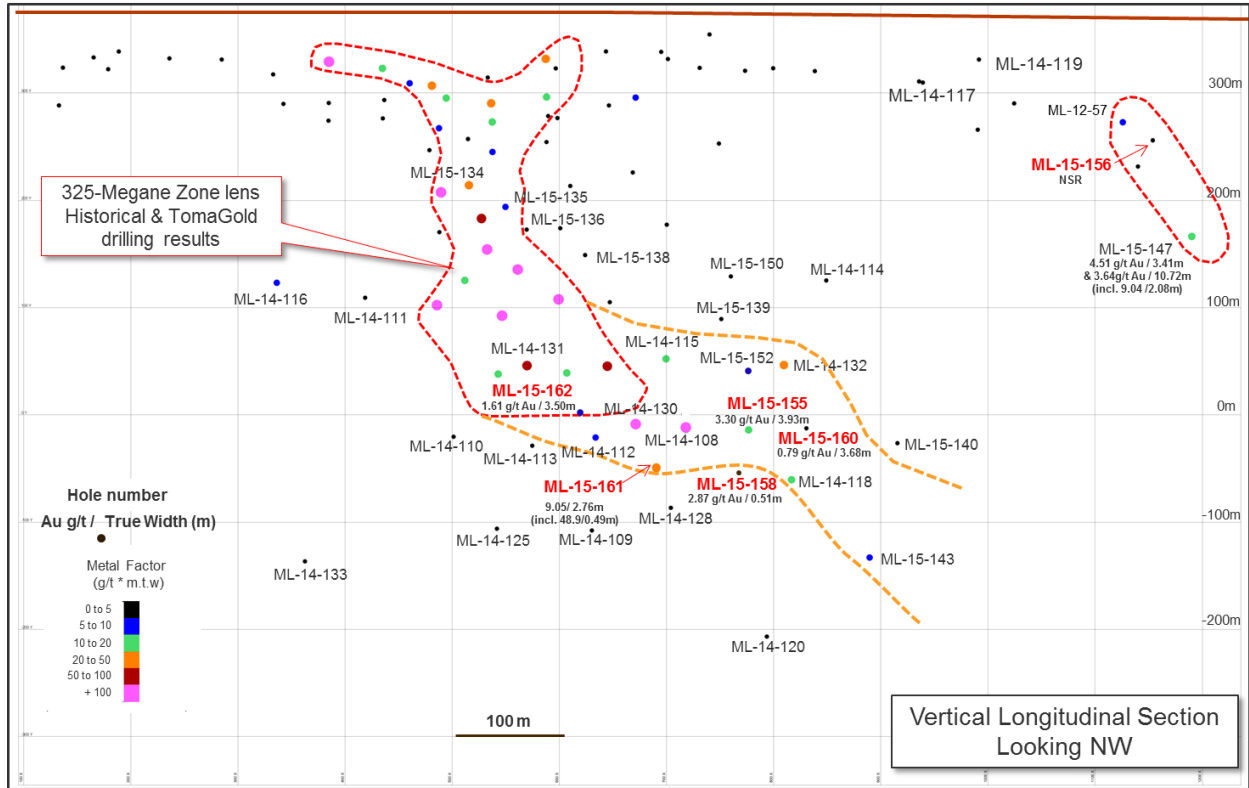 ML-14-119
300m
ML-14-117
ML-12-57
ML-15-156
NSR
325-Megane Zone lens
Historical & TomaGold
drilling results
ML-15-134
ML-15-135
200m
ML-15-136
ML-15-138
ML-15-147
4.51 g/t Au / 3.41m
& 3.64g/t Au / 10.72m
(incl. 9.04 /2.08m)
ML-15-150
ML-14-114
ML-14-116
ML-14-111
ML-15-139
100m
ML-14-131
ML-14-115
ML-15-152
ML-14-132
ML-15-162
1.61 g/t Au / 3.50m
ML-14-130
ML-15-155
3.30 g/t Au / 3.93m
0m
ML-14-110
ML-14-113
ML-14-112
ML-14-108
ML-15-160
0.79 g/t Au / 3.68m
ML-15-140
ML-15-161
9.05/ 2.76m
(incl. 48.9/0.49m)
ML-15-158
2.87 g/t Au / 0.51m
ML-14-118
ML-14-128
-100m
ML-14-125
ML-14-109
ML-14-133
ML-15-143
ML-14-120
-200m
Hole number
Au g/t / True Width (m)
Metal Factor
(g/t * m.t.w)
0 to 5
5 to 10
10 to 20
20 to 50
50 to 100
+ 100
100 m
Vertical Longitudinal Section
Looking NW